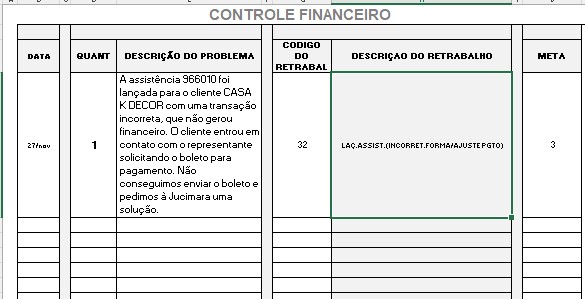 CONTROLE FINANCEIRO
DATA QUANT DESCRIÇÃO DO PROBLEMA CODIGO DO RETRABAL DESCRIÇAO DO RETRABALHO META
27/nov
1
A assistência 966010 foi
lançada para o cliente CASA
K DECOR com uma transação
incorreta, que não gerou
financeiro. O cliente entrou em
contato com o representante
solicitando o boleto para
pagamento. Não
conseguimos enviar o boleto e
pedimos à Jucimara uma
solução.
32
LAÇ.ASSIST.(INCORRET.FORMA/AJUSTE PGTO)
3